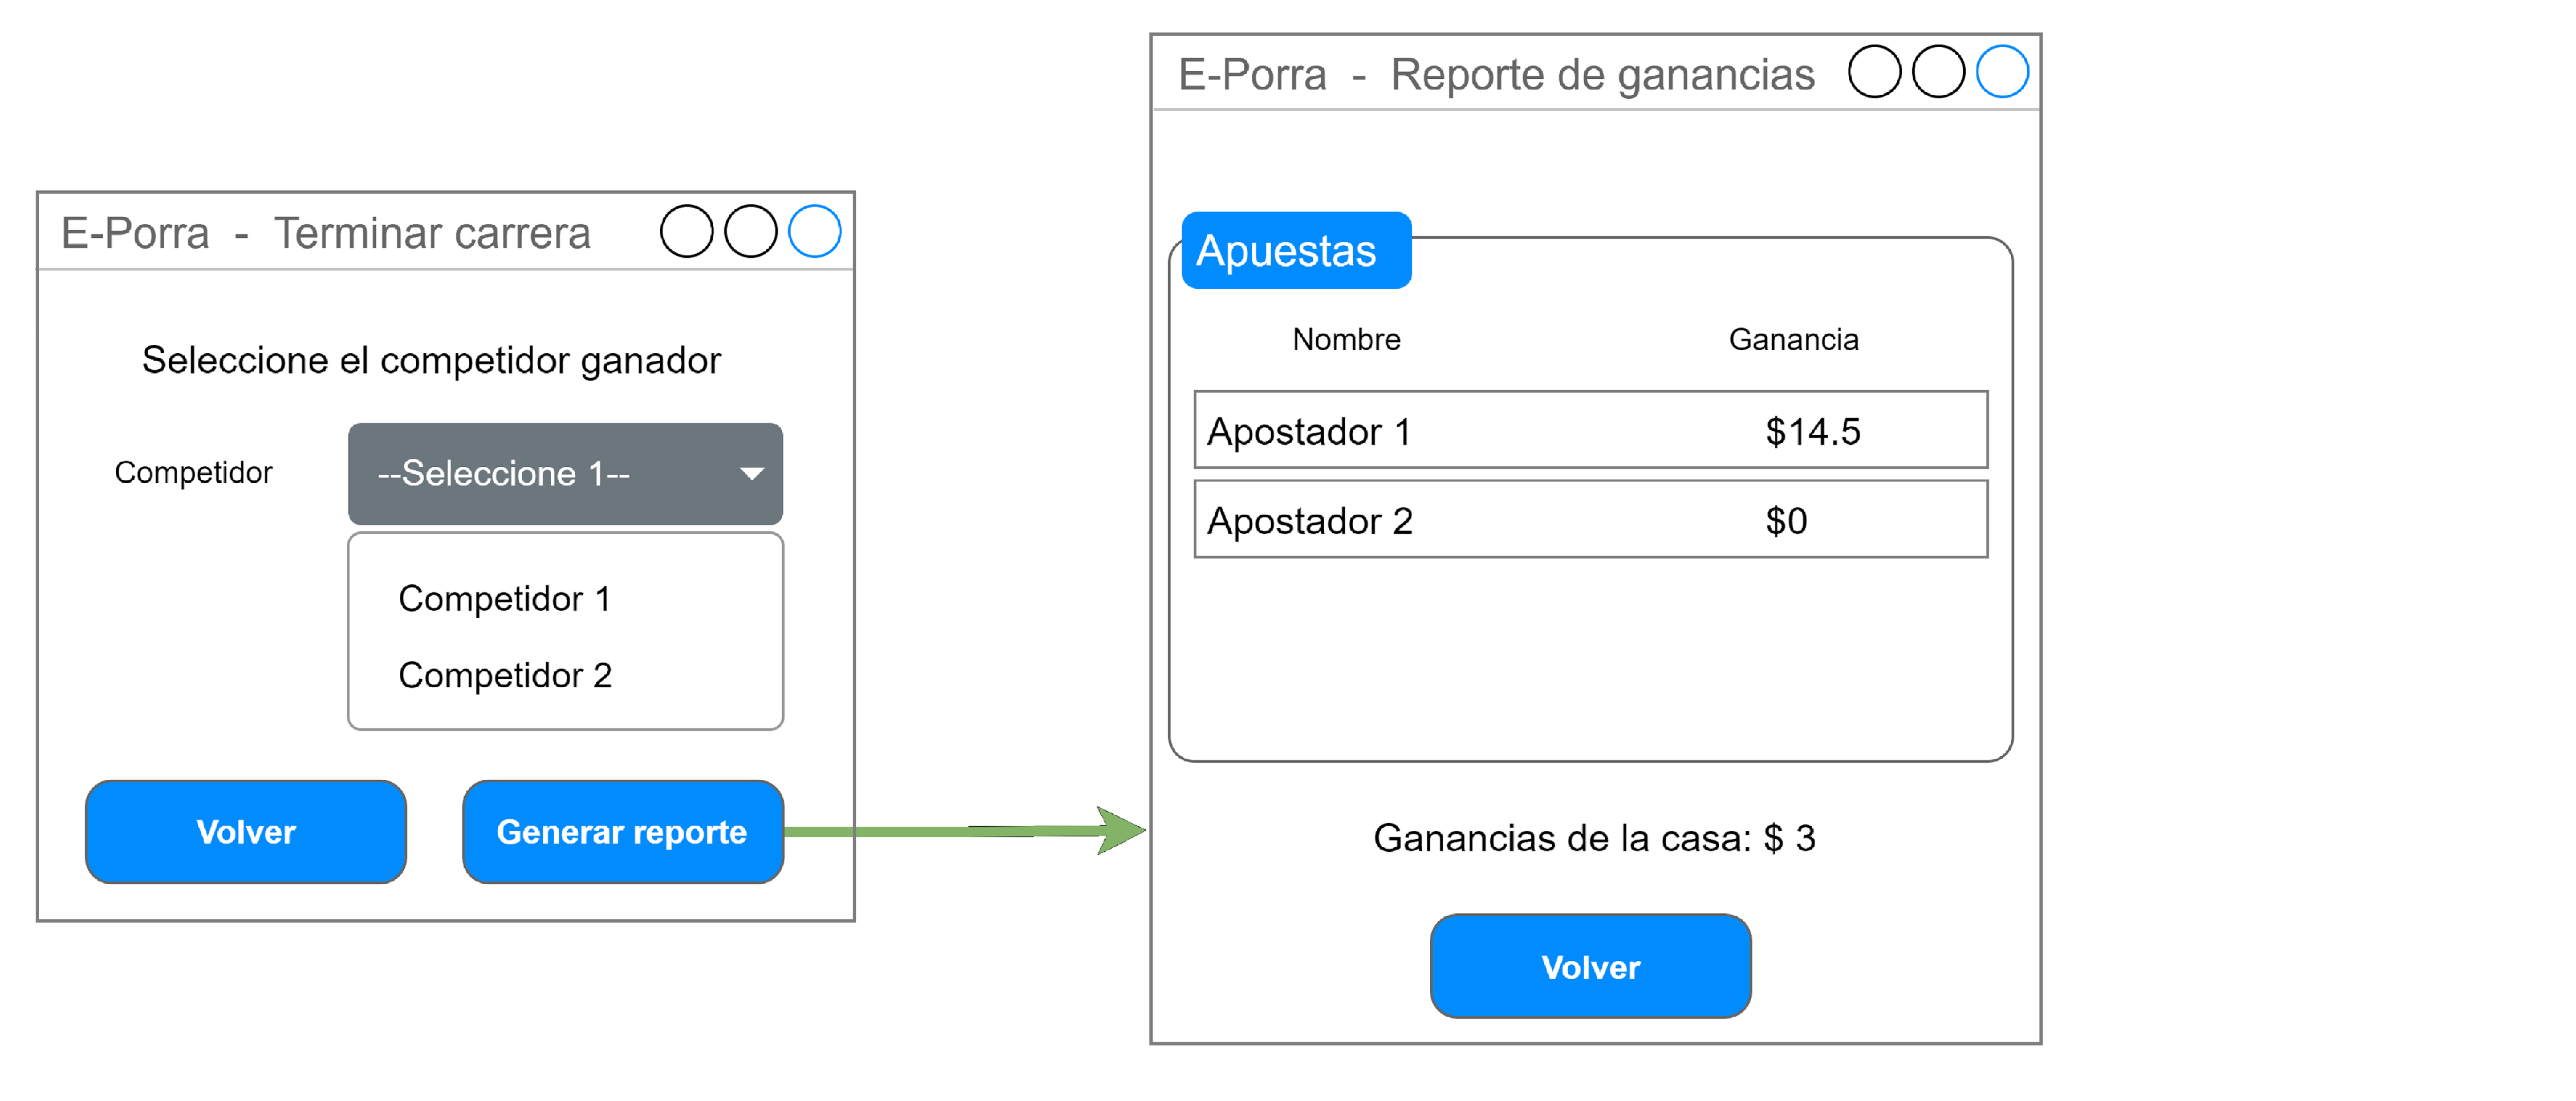 E-Porra - Terminar carrera
Seleccione el competidor ganador
Competidor
--Seleccione 1--
Competidor 1
Competidor 2
Volver
Generar reporte
E-Porra - Reporte de ganancias
Apuestas
Nombre Ganancia
Apostador 1 $14.5
Apostador 2 $0
Ganancias de la casa: $ 3
Volver